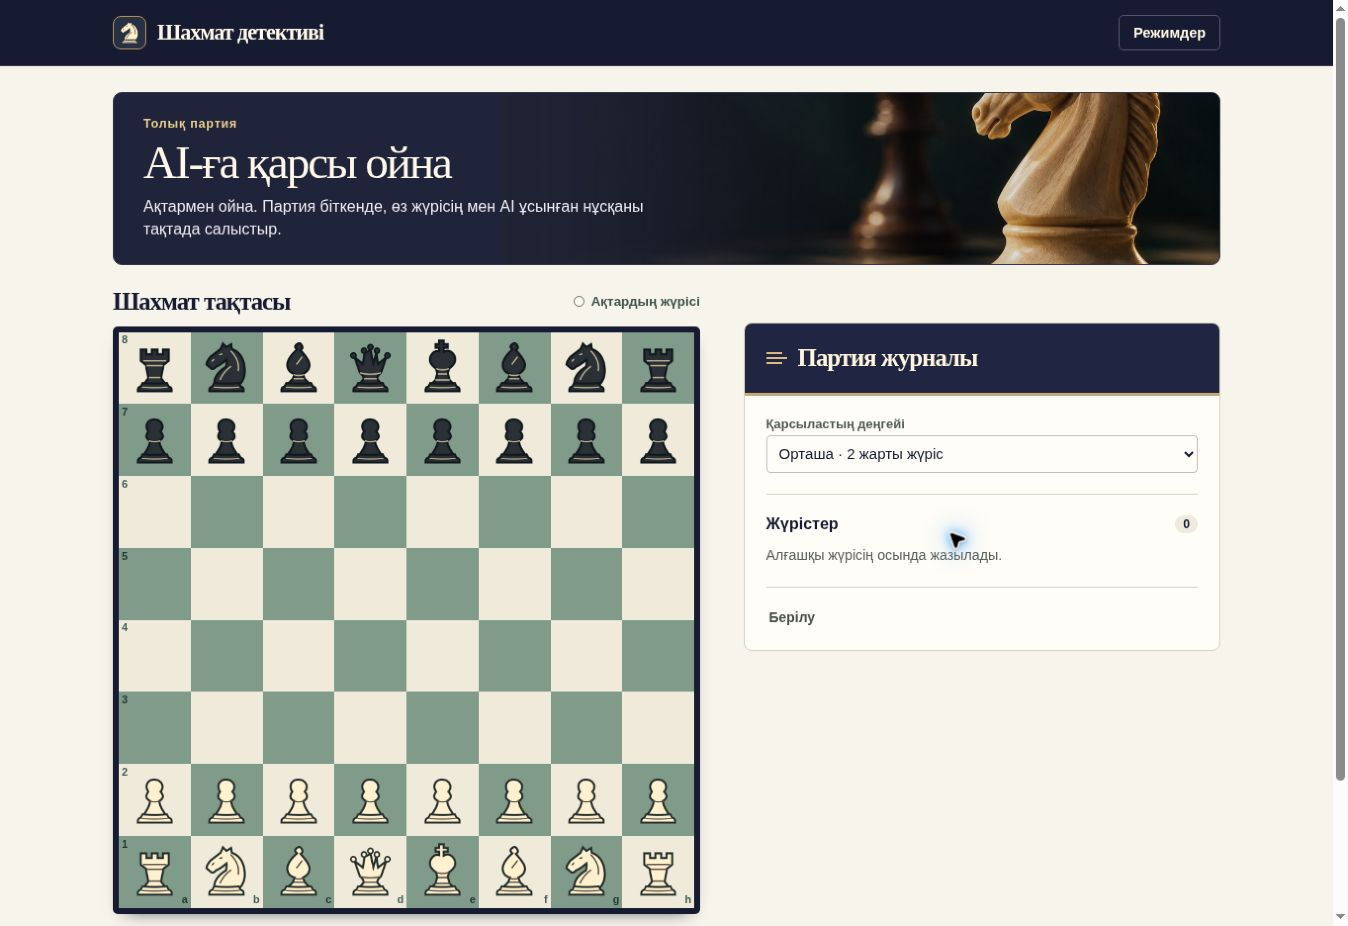 Шахмат детективі
Режимдер
Толық партия
AI-ға қарсы ойна
Ақтармен ойна. Партия біткенде, өз жүрісің мен AI ұсынған нұсқаны
тақтада салыстыр.
Шахмат тақтасы
Ақтардың жүрісі
Партия журналы
Қарсыластың деңгейі
Орташа · 2 жарты жүріс
Жүрістер
0
Алғашқы жүрісің осында жазылады.
Берілу
8
7
6
5
4
3
2
1
a b c d e f g h